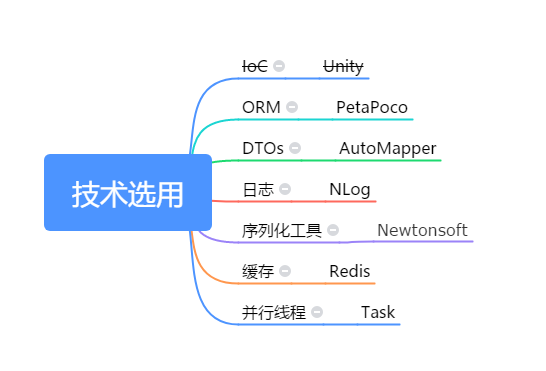 技术选用
IoC Unity
ORM PetaPoco
DTOs AutoMapper
日志 NLog
序列化工具 Newtonsoft
缓存 Redis
并行线程 Task